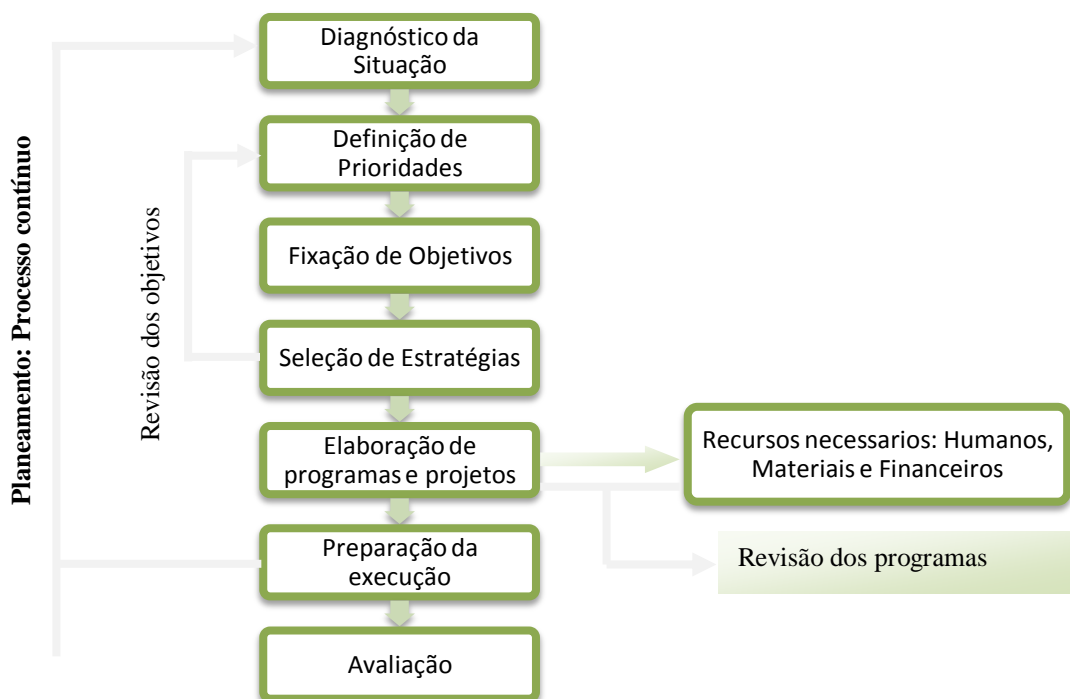 Diagnóstico da
Situação
Definição de
Prioridades
Fixação de Objetivos
Seleção de Estratégias
Elaboração de
programas e projetos
Preparação da
execução
Avaliação
Recursos necessarios: Humanos,
Materiais e Financeiros
Revisão dos programas
Revisão dos objetivos
Planeamento: Processo contínuo